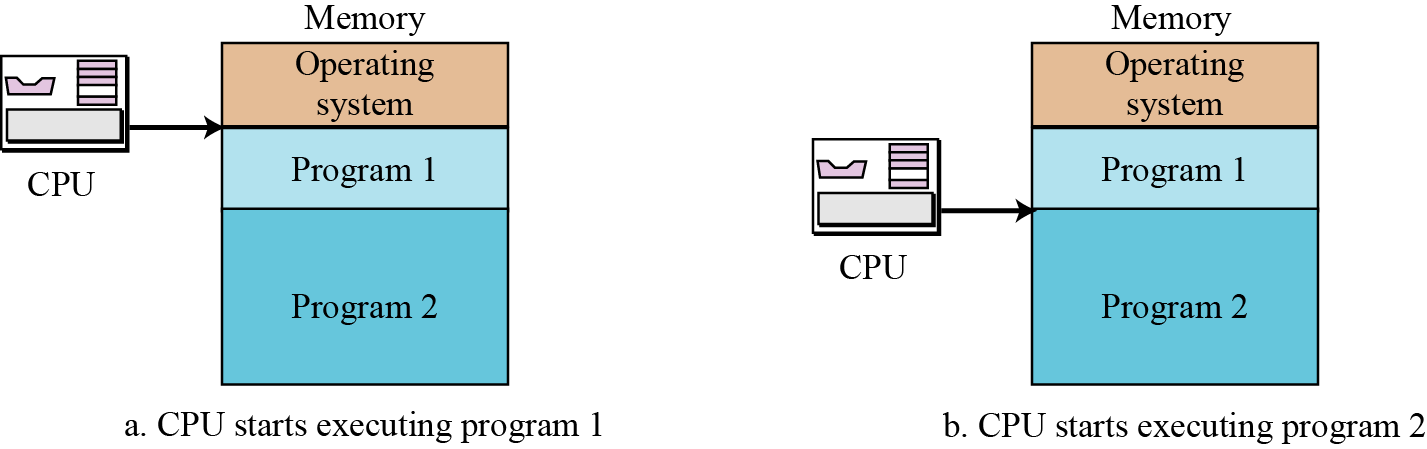 Memory
Operating
system
Program 1
CPU
Program 2
a. CPU starts executing program 1
Memory
Operating
system
Program 1
CPU
Program 2
b. CPU starts executing program 2